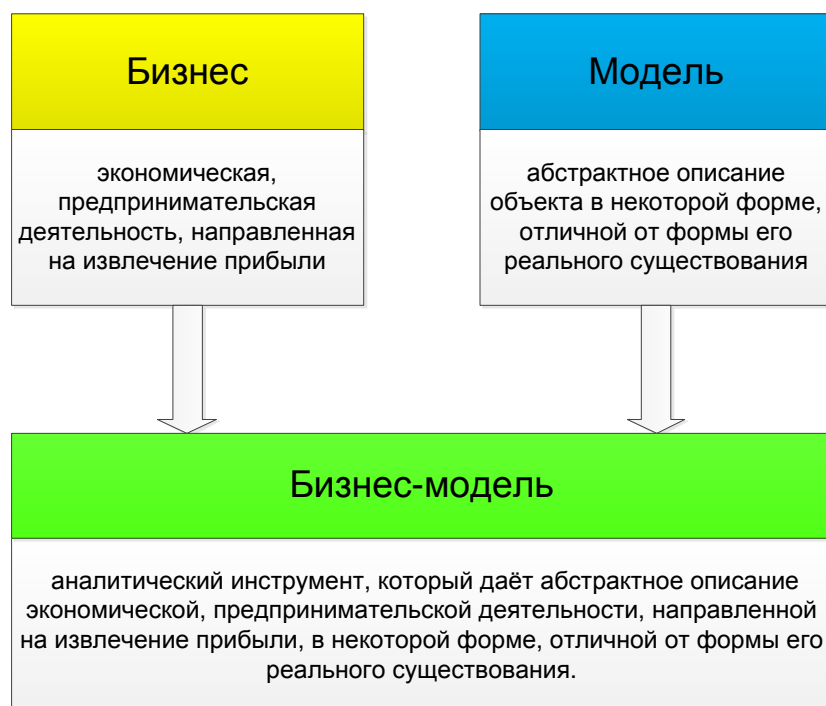 Бизнес
экономическая,
предпринимательская
деятельность, направленная
на извлечение прибыли
Модель
абстрактное описание
объекта в некоторой форме,
отличной от формы его
реального существования
Бизнес-модель
аналитический инструмент, который даёт абстрактное описание
экономической, предпринимательской деятельности, направленной
на извлечение прибыли, в некоторой форме, отличной от формы его
реального существования.